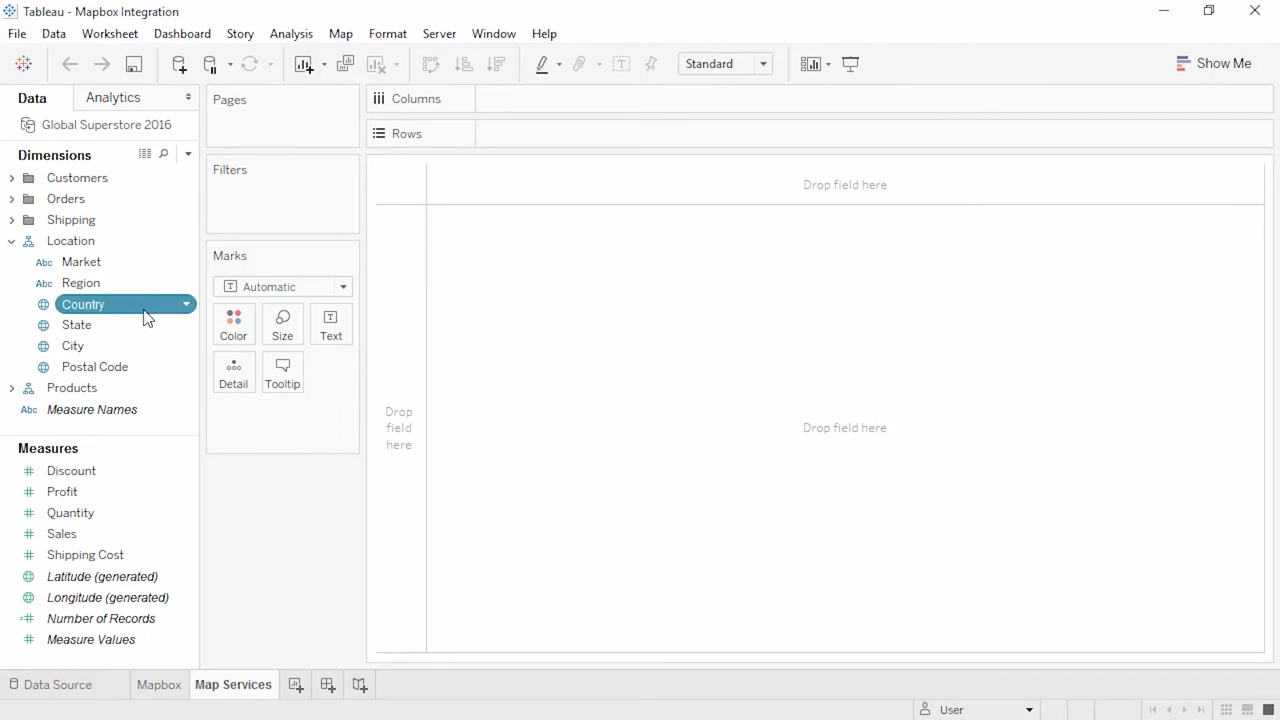 Tableau - Mapbox Integration
File Data Worksheet Dashboard Story Analysis Map Format Server Window Help
Standard
Show Me
Data Analytics
Global Superstore 2016
Dimensions
Customers
Orders
Shipping
Location
Abc Market
Abc Region
Country
State
City
Postal Code
Products
Abc Measure Names
Measures
# Discount
# Profit
# Quantity
# Sales
# Shipping Cost
Latitude (generated)
Longitude (generated)
=# Number of Records
# Measure Values
Pages
Filters
Marks
T Automatic
Color Size Text
Detail Tooltip
Columns
Rows
Drop field here
Drop
field
here
Drop field here
Data Source Mapbox Map Services
User